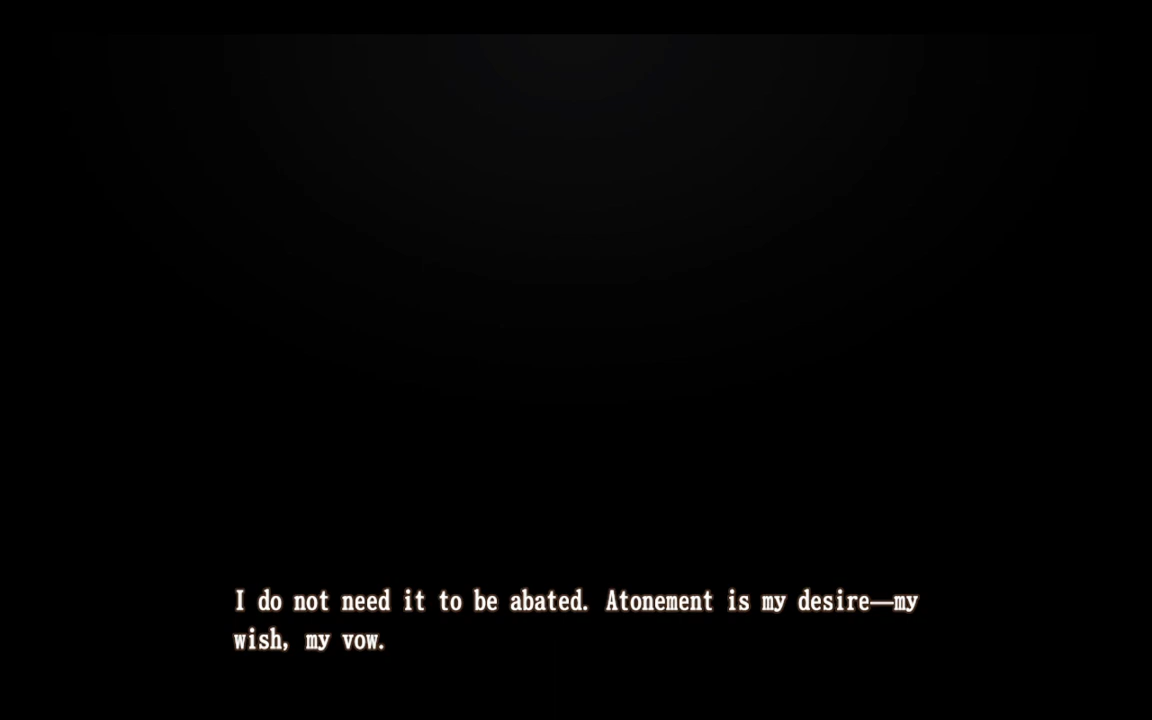 I do not need it to be abated. Atonement is my desire—my
wish, my vow.